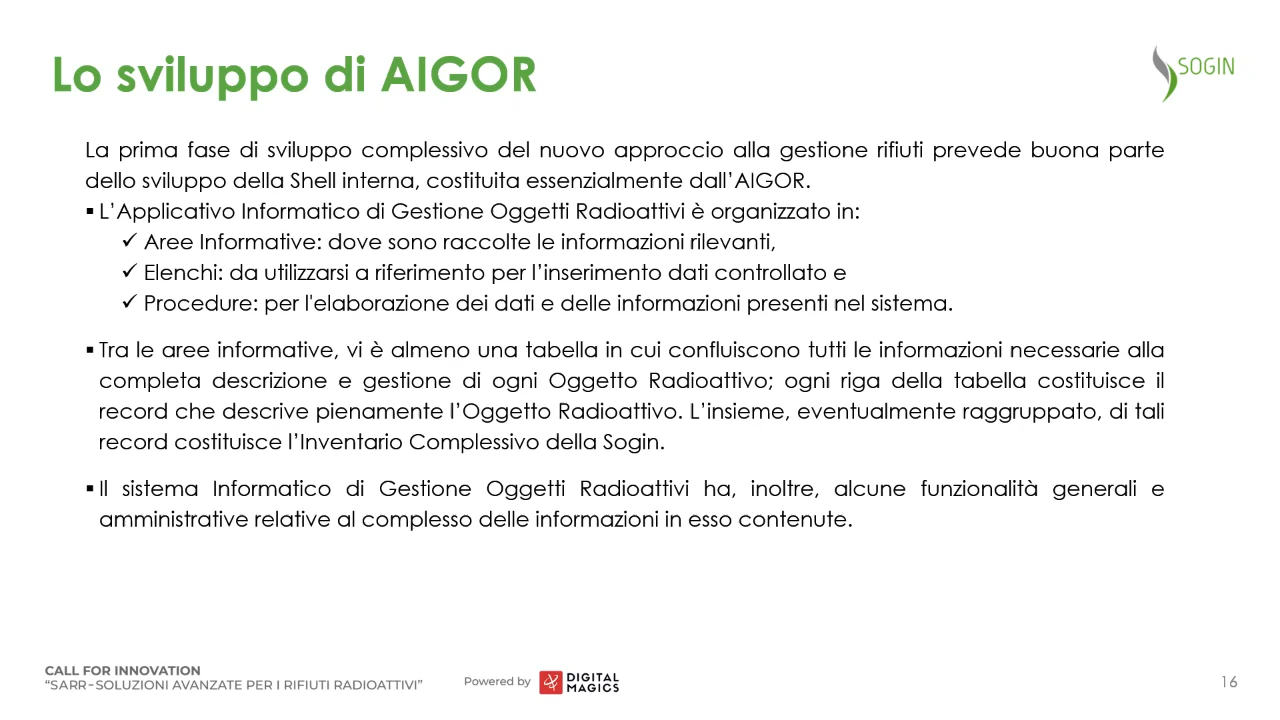 Lo sviluppo di AIGOR
SOGIN
La prima fase di sviluppo complessivo del nuovo approccio alla gestione rifiuti prevede buona parte
dello sviluppo della Shell interna, costituita essenzialmente dall’AIGOR.
▪ L’Applicativo Informatico di Gestione Oggetti Radioattivi è organizzato in:
✓ Aree Informative: dove sono raccolte le informazioni rilevanti,
✓ Elenchi: da utilizzarsi a riferimento per l’inserimento dati controllato e
✓ Procedure: per l'elaborazione dei dati e delle informazioni presenti nel sistema.
▪ Tra le aree informative, vi è almeno una tabella in cui confluiscono tutti le informazioni necessarie alla
completa descrizione e gestione di ogni Oggetto Radioattivo; ogni riga della tabella costituisce il
record che descrive pienamente l’Oggetto Radioattivo. L’insieme, eventualmente raggruppato, di tali
record costituisce l’Inventario Complessivo della Sogin.
▪ Il sistema Informatico di Gestione Oggetti Radioattivi ha, inoltre, alcune funzionalità generali e
amministrative relative al complesso delle informazioni in esso contenute.
CALL FOR INNOVATION
“SARR-SOLUZIONI AVANZATE PER I RIFIUTI RADIOATTIVI”
Powered by
DIGITAL
MAGICS
16